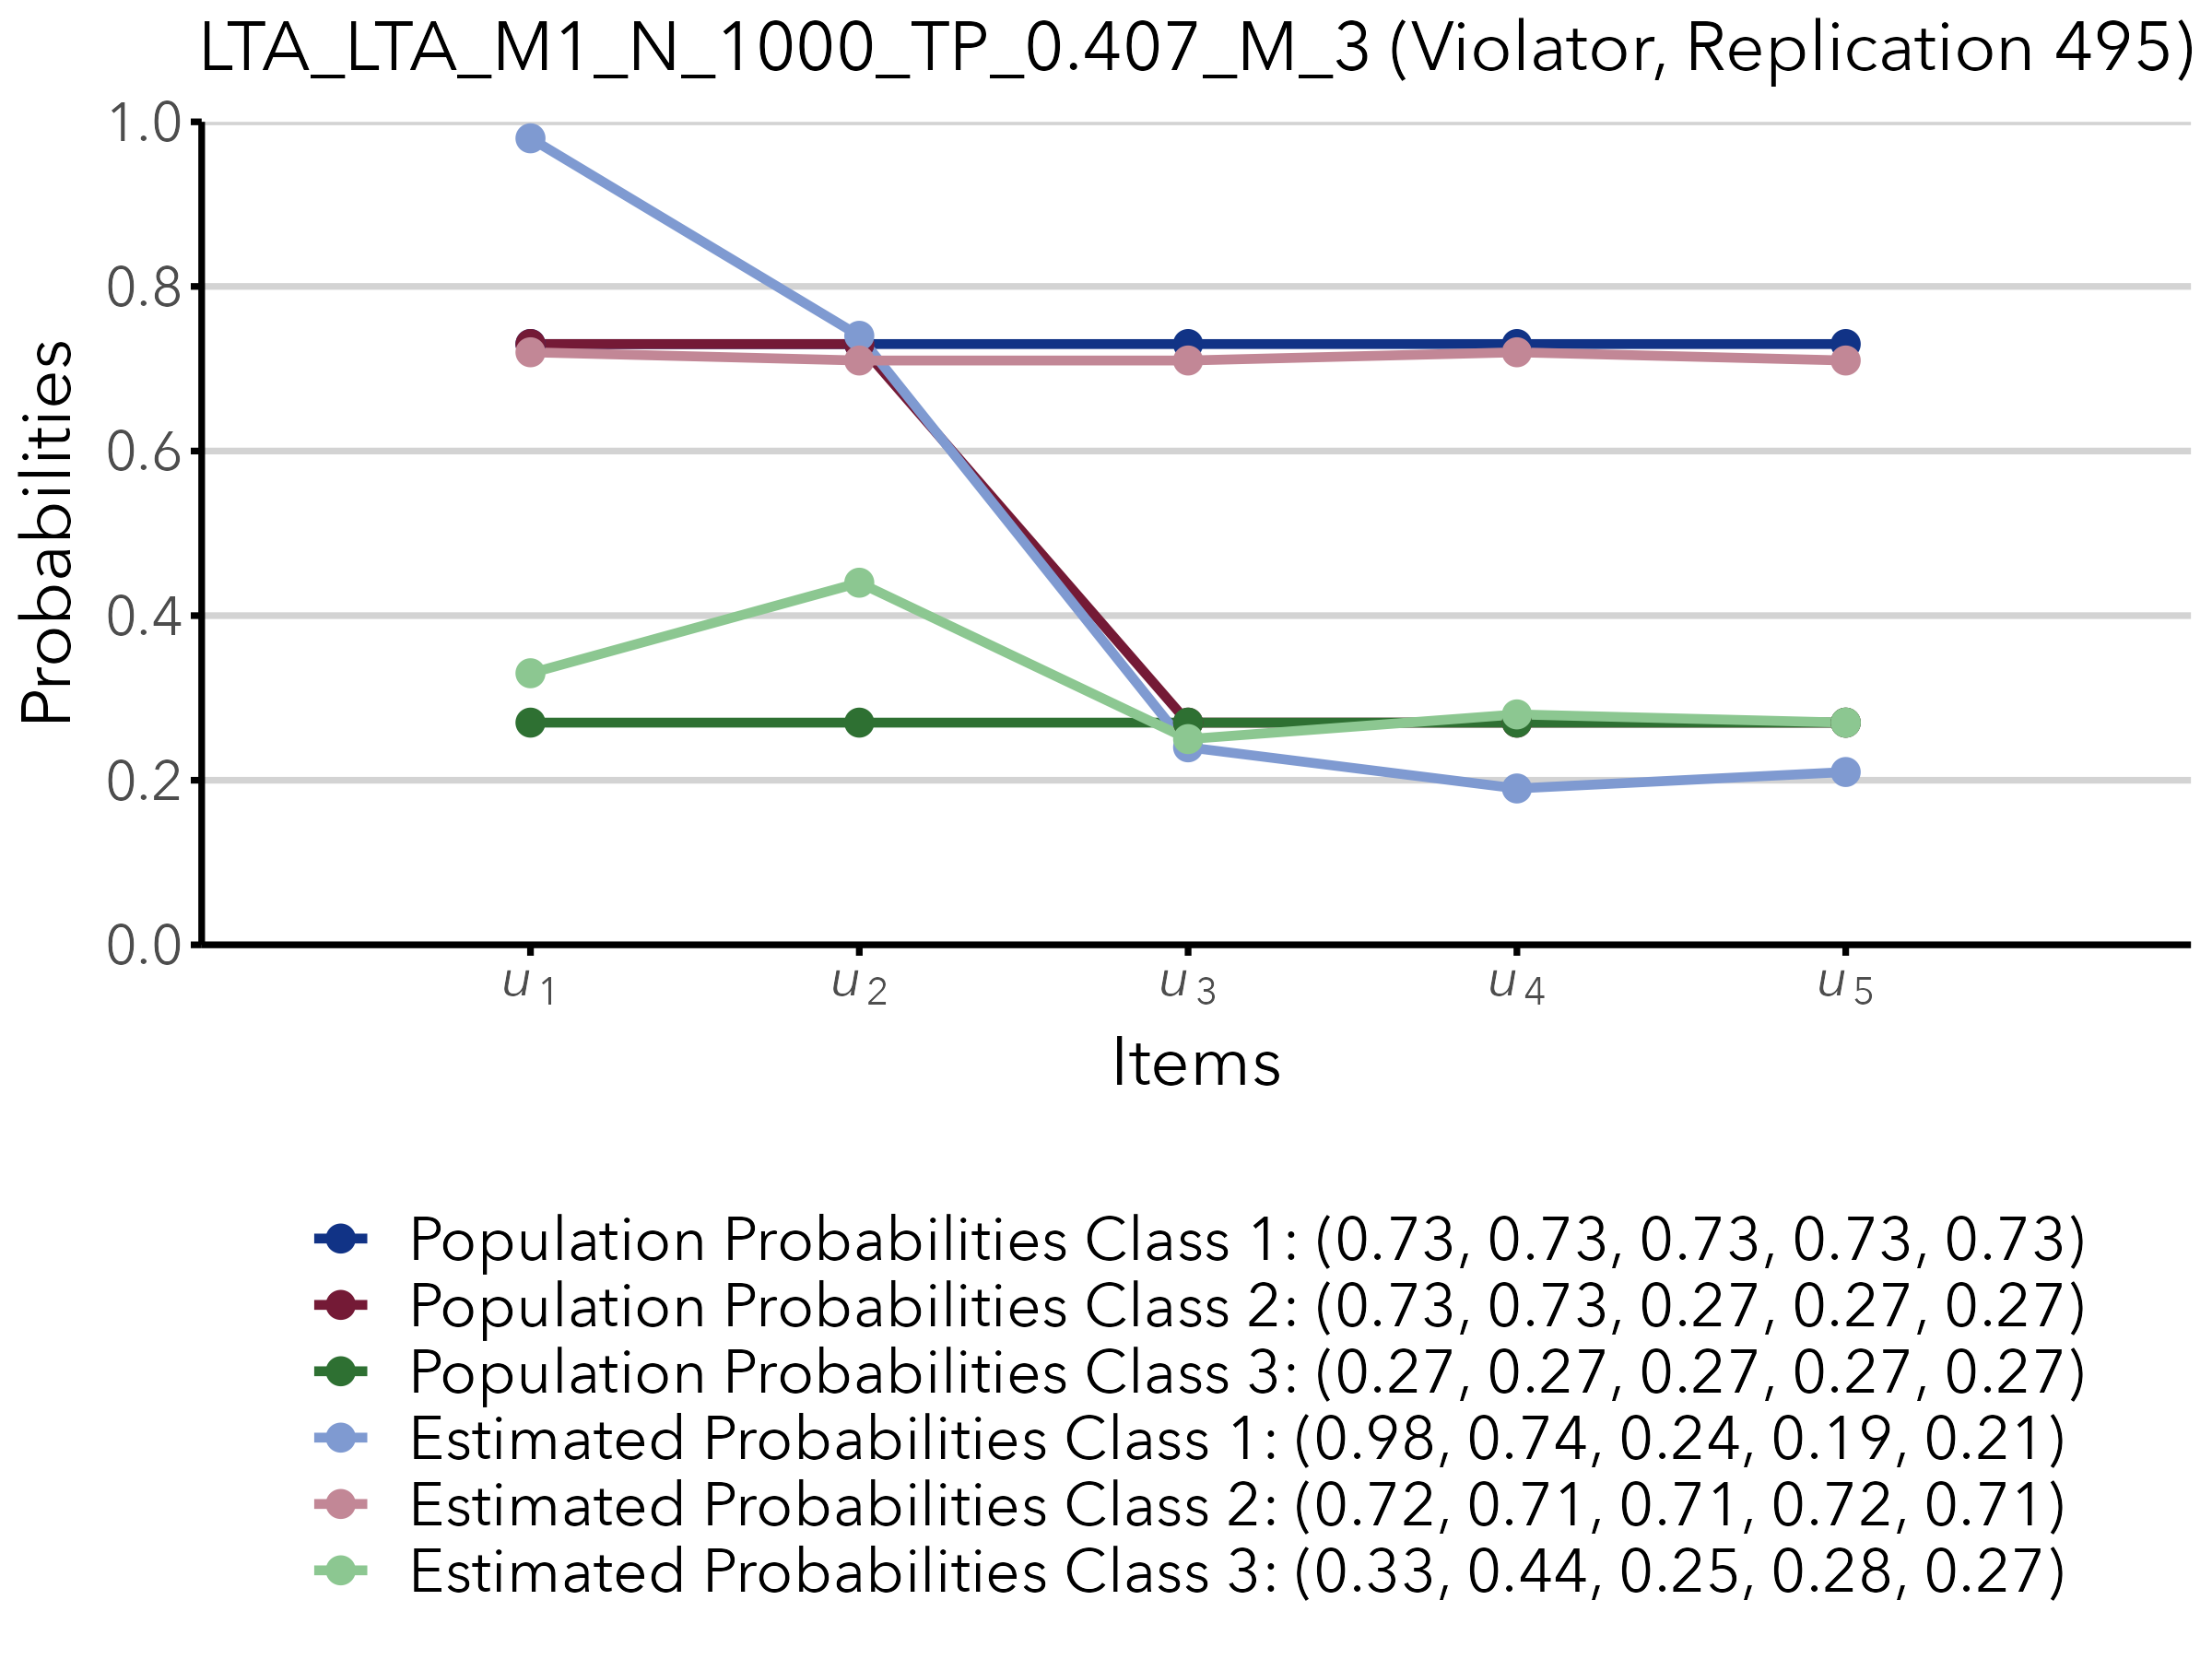 LTA_LTA_M1_N_1000_TP_0.407_M_3 (Violator, Replication 495)
1.0
0.8
0.6
0.4
0.2
0.0
Probabilities
u1 u2 u3 u4 u5
Items
Population Probabilities Class 1: (0.73, 0.73, 0.73, 0.73, 0.73)
Population Probabilities Class 2: (0.73, 0.73, 0.27, 0.27, 0.27)
Population Probabilities Class 3: (0.27, 0.27, 0.27, 0.27, 0.27)
Estimated Probabilities Class 1: (0.98, 0.74, 0.24, 0.19, 0.21)
Estimated Probabilities Class 2: (0.72, 0.71, 0.71, 0.72, 0.71)
Estimated Probabilities Class 3: (0.33, 0.44, 0.25, 0.28, 0.27)